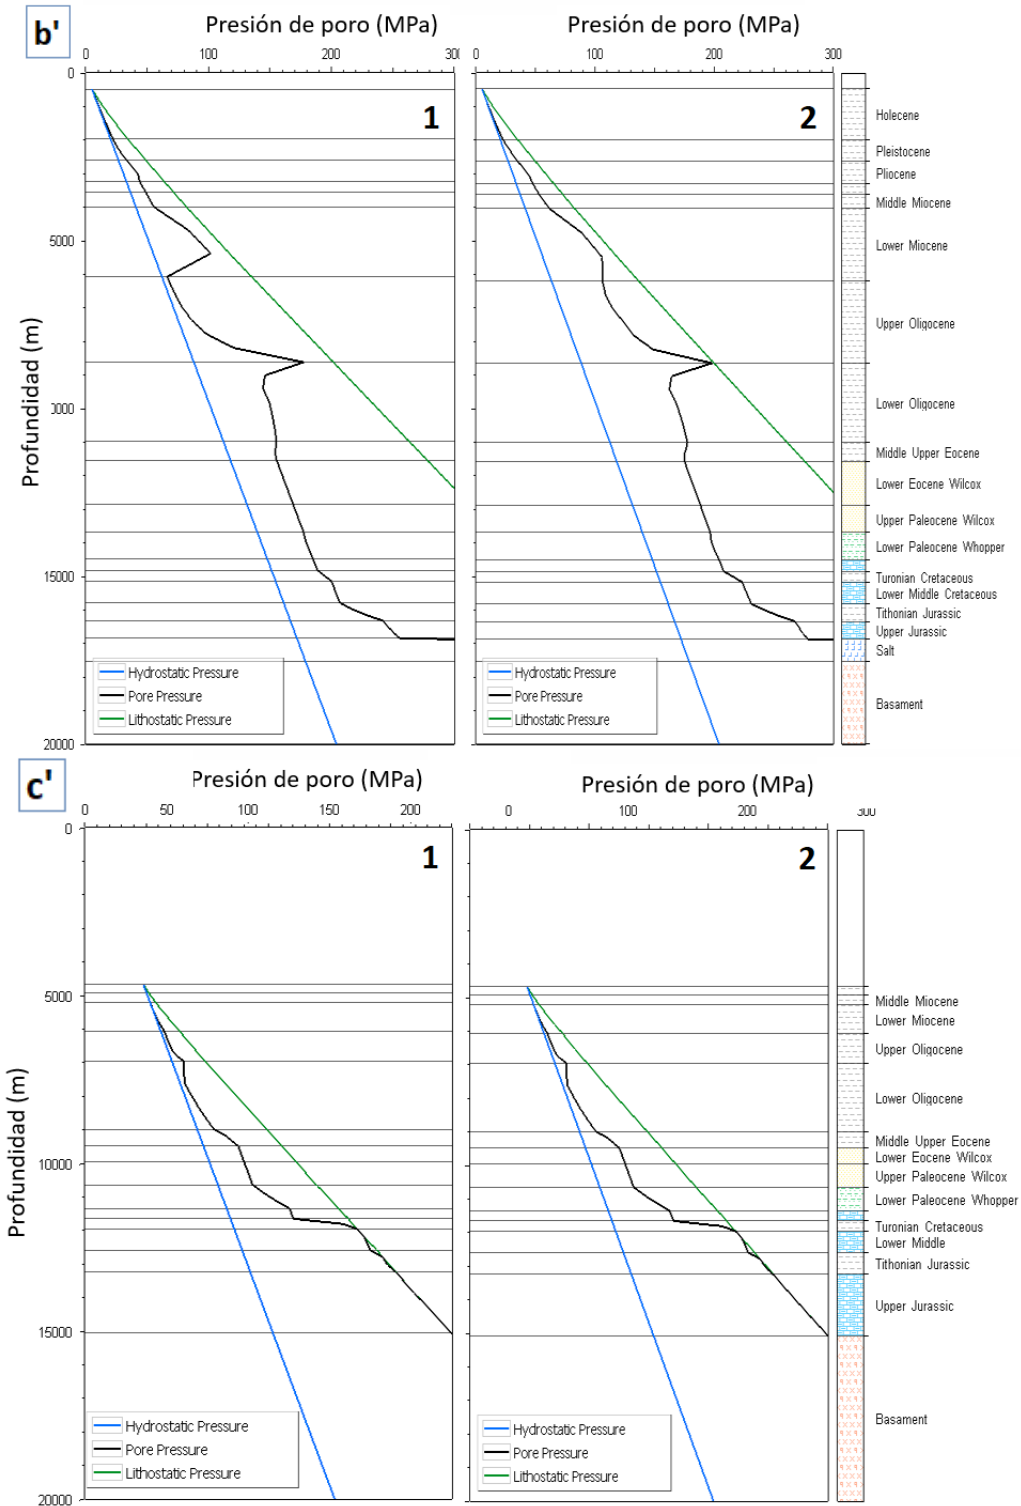 b'
Presión de poro (MPa)
Presión de poro (MPa)
0 100 200 30
0 100 200 300
0
1
2
Holocene
Pleistocene
Pliocene
Middle Miocene
5000
Lower Miocene
Upper Oligocene
Profundidad (m)
0000
Lower Oligocene
Middle Upper Eocene
Lower Eocene Wilcox
Upper Paleocene Wilcox
Lower Paleocene Whopper
15000
Turonian Cretaceous
Lower Middle Cretaceous
Tithonian Jurassic
Upper Jurassic
Salt
Hydrostatic Pressure
Pore Pressure
Lithostatic Pressure
Hydrostatic Pressure
Pore Pressure
Lithostatic Pressure
Basament
20000
c'
Presión de poro (MPa)
Presión de poro (MPa)
0 50 100 150 200
0 100 200
0
1
2
5000
Middle Miocene
Lower Miocene
Upper Oligocene
Profundidad (m)
Lower Oligocene
10000
Middle Upper Eocene
Lower Eocene Wilcox
Upper Paleocene Wilcox
Lower Paleocene Whopper
Turonian Cretaceous
Lower Middle
Tithonian Jurassic
Upper Jurassic
15000
Hydrostatic Pressure
Pore Pressure
Lithostatic Pressure
Hydrostatic Pressure
Pore Pressure
Lithostatic Pressure
Basament
20000